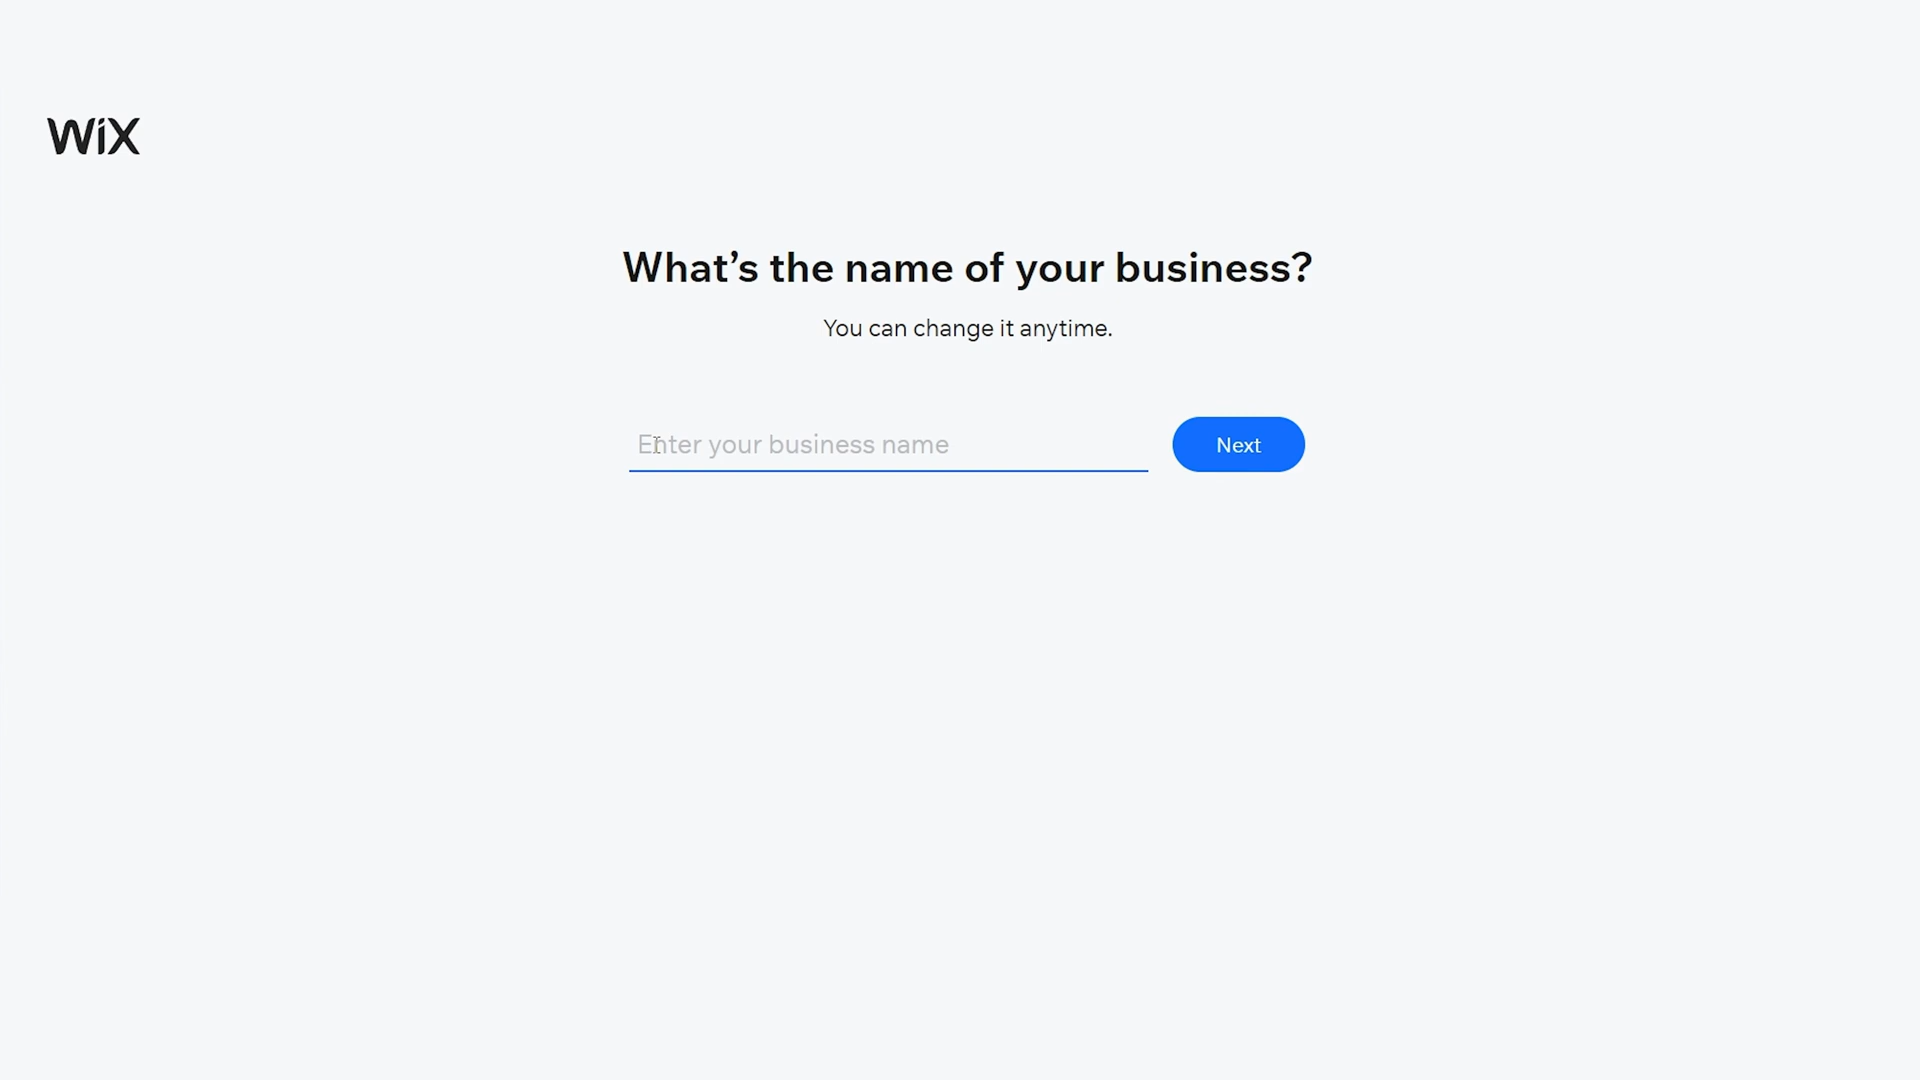 WiX
What’s the name of your business?
You can change it anytime.
Enter your business name
Next